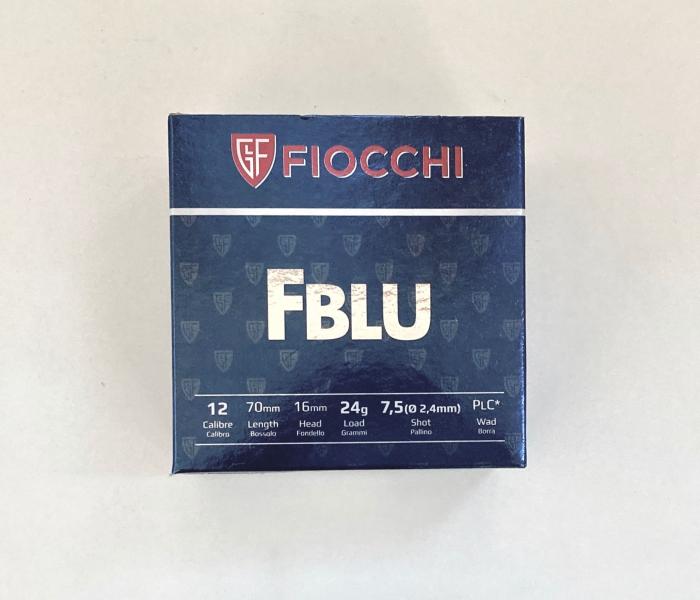 GF FIOCCHI
FBLU
12 70mm 16mm 24g 7,5(Ø 2,4mm) PLC*
Calibre Length Head Load Shot Wad
Calibro Bossolo Fondello Grammi Pallino Borra